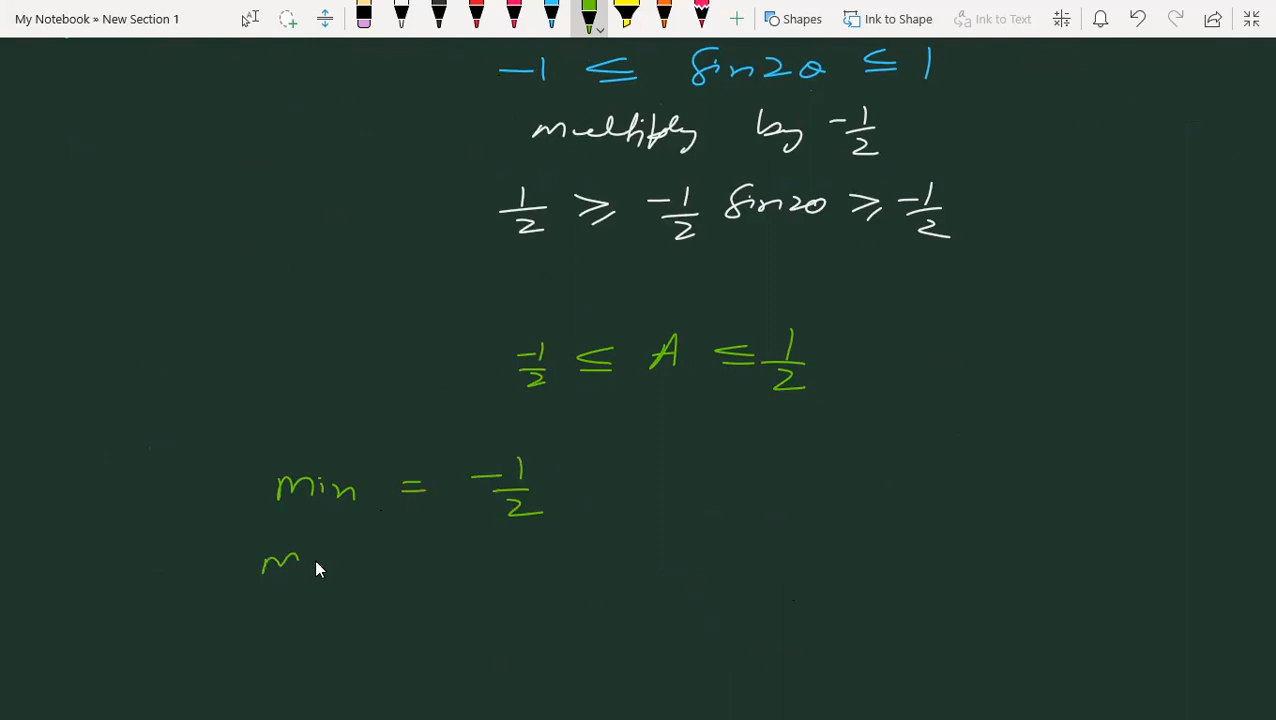 My Notebook » New Section 1
Shapes Ink to Shape Ink to Text
-1 ≤ sin2θ ≤ 1
multiply by -1/2
1/2 ≥ -1/2 sin2θ ≥ -1/2
-1/2 ≤ A ≤ 1/2
min = -1/2
m